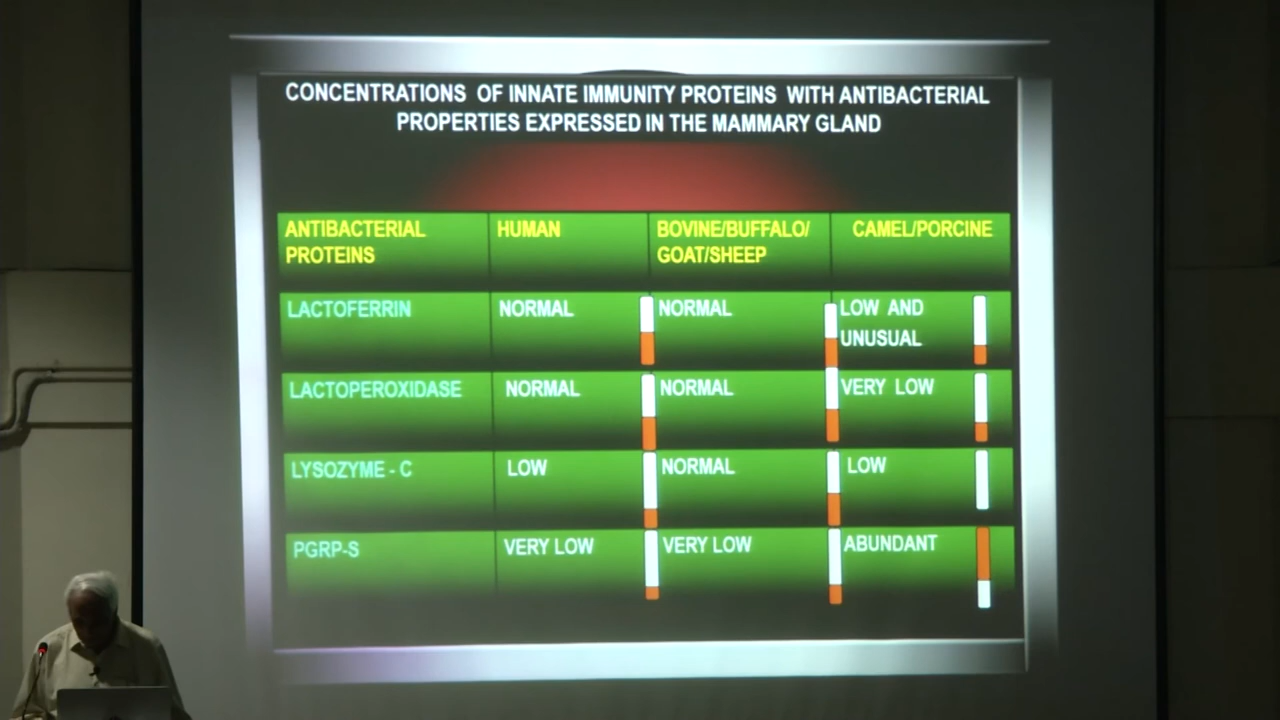 CONCENTRATIONS OF INNATE IMMUNITY PROTEINS WITH ANTIBACTERIAL
PROPERTIES EXPRESSED IN THE MAMMARY GLAND
ANTIBACTERIAL
PROTEINS
HUMAN
BOVINE/BUFFALO/
GOAT/SHEEP
CAMEL/PORCINE
LACTOFERRIN
NORMAL
NORMAL
LOW AND
UNUSUAL
LACTOPEROXIDASE
NORMAL
NORMAL
VERY LOW
LYSOZYME - C
LOW
NORMAL
LOW
PGRP-S
VERY LOW
VERY LOW
ABUNDANT